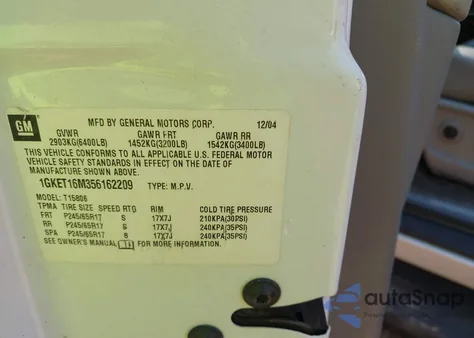 GM
MFD BY GENERAL MOTORS CORP. 12/04
GVWR GAWR FRT GAWR RR
2903KG(6400LB) 1452KG(3200LB) 1542KG(3400LB)
THIS VEHICLE CONFORMS TO ALL APPLICABLE U.S. FEDERAL MOTOR
VEHICLE SAFETY STANDARDS IN EFFECT ON THE DATE OF
MANUFACTURE SHOWN ABOVE.
1GKET16M356162209 TYPE: M.P.V.
MODEL: T15806
TPMA TIRE SIZE SPEED RTG RIM COLD TIRE PRESSURE
FRT P245/65R17 S 17X7J 210KPA(30PSI)
RR P245/65R17 S 17X7J 240KPA(35PSI)
SPA P245/65R17 S 17X7J 240KPA(35PSI)
SEE OWNER'S MANUAL FOR MORE INFORMATION.
autoSnap